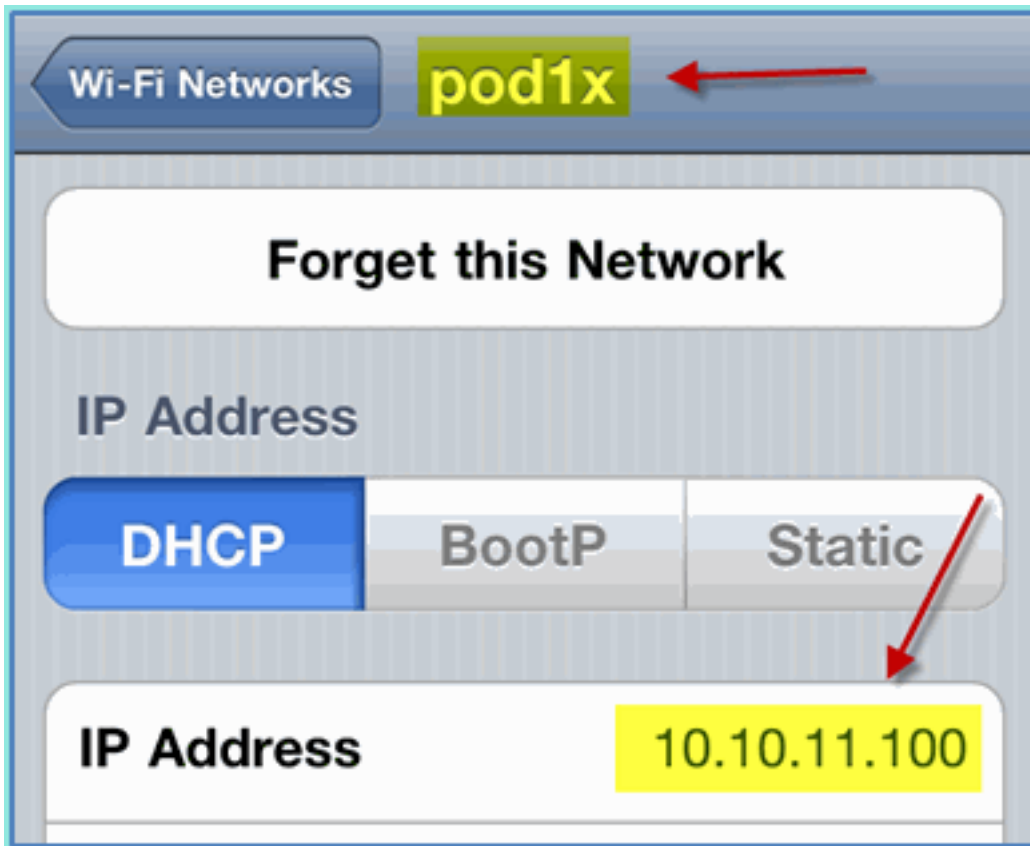 Wi-Fi Networks pod1x
Forget this Network
IP Address
DHCP BootP Static
IP Address 10.10.11.100